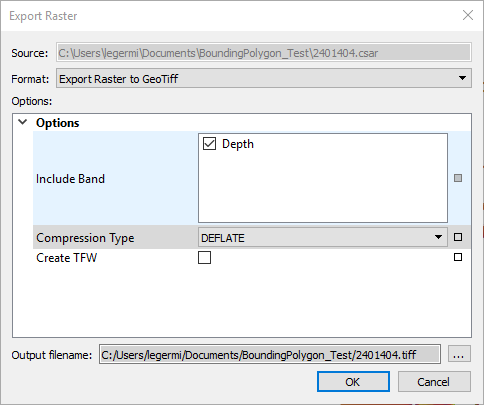 Export Raster
Source: C:\Users\legermi\Documents\BoundingPolygon_Test\2401404.csar
Format: Export Raster to GeoTiff
Options:
Options
Depth
Include Band
Compression Type DEFLATE
Create TFW
Output filename: C:/Users/legermi/Documents/BoundingPolygon_Test/2401404.tiff ...
OK Cancel